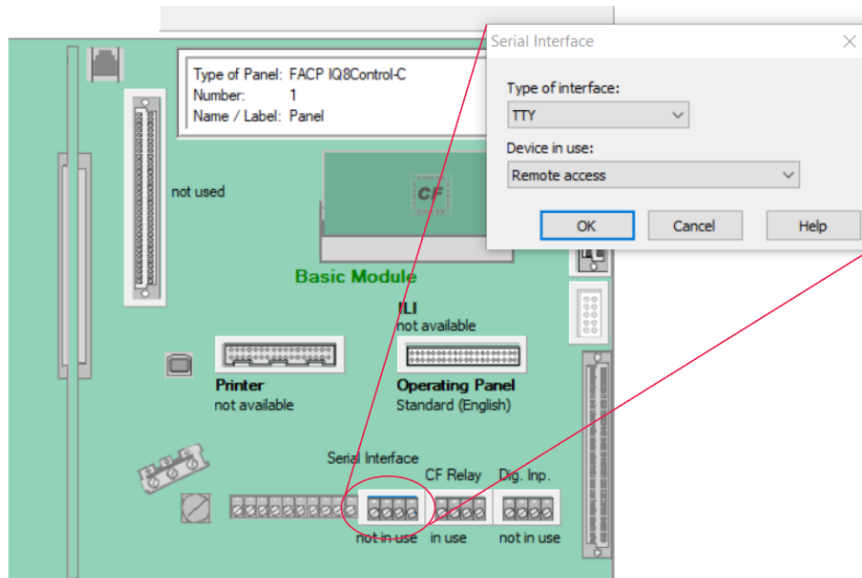 Type of Panel: FACP IQ8Control-C
Number: 1
Name / Label: Panel
Serial Interface
Type of interface:
TTY
Device in use:
Remote access
OK Cancel Help
not used
CF
Basic Module
ILI
not available
Printer
not available
Operating Panel
Standard (English)
Serial Interface
CF Relay
Dig. Inp.
not in use
in use
not in use